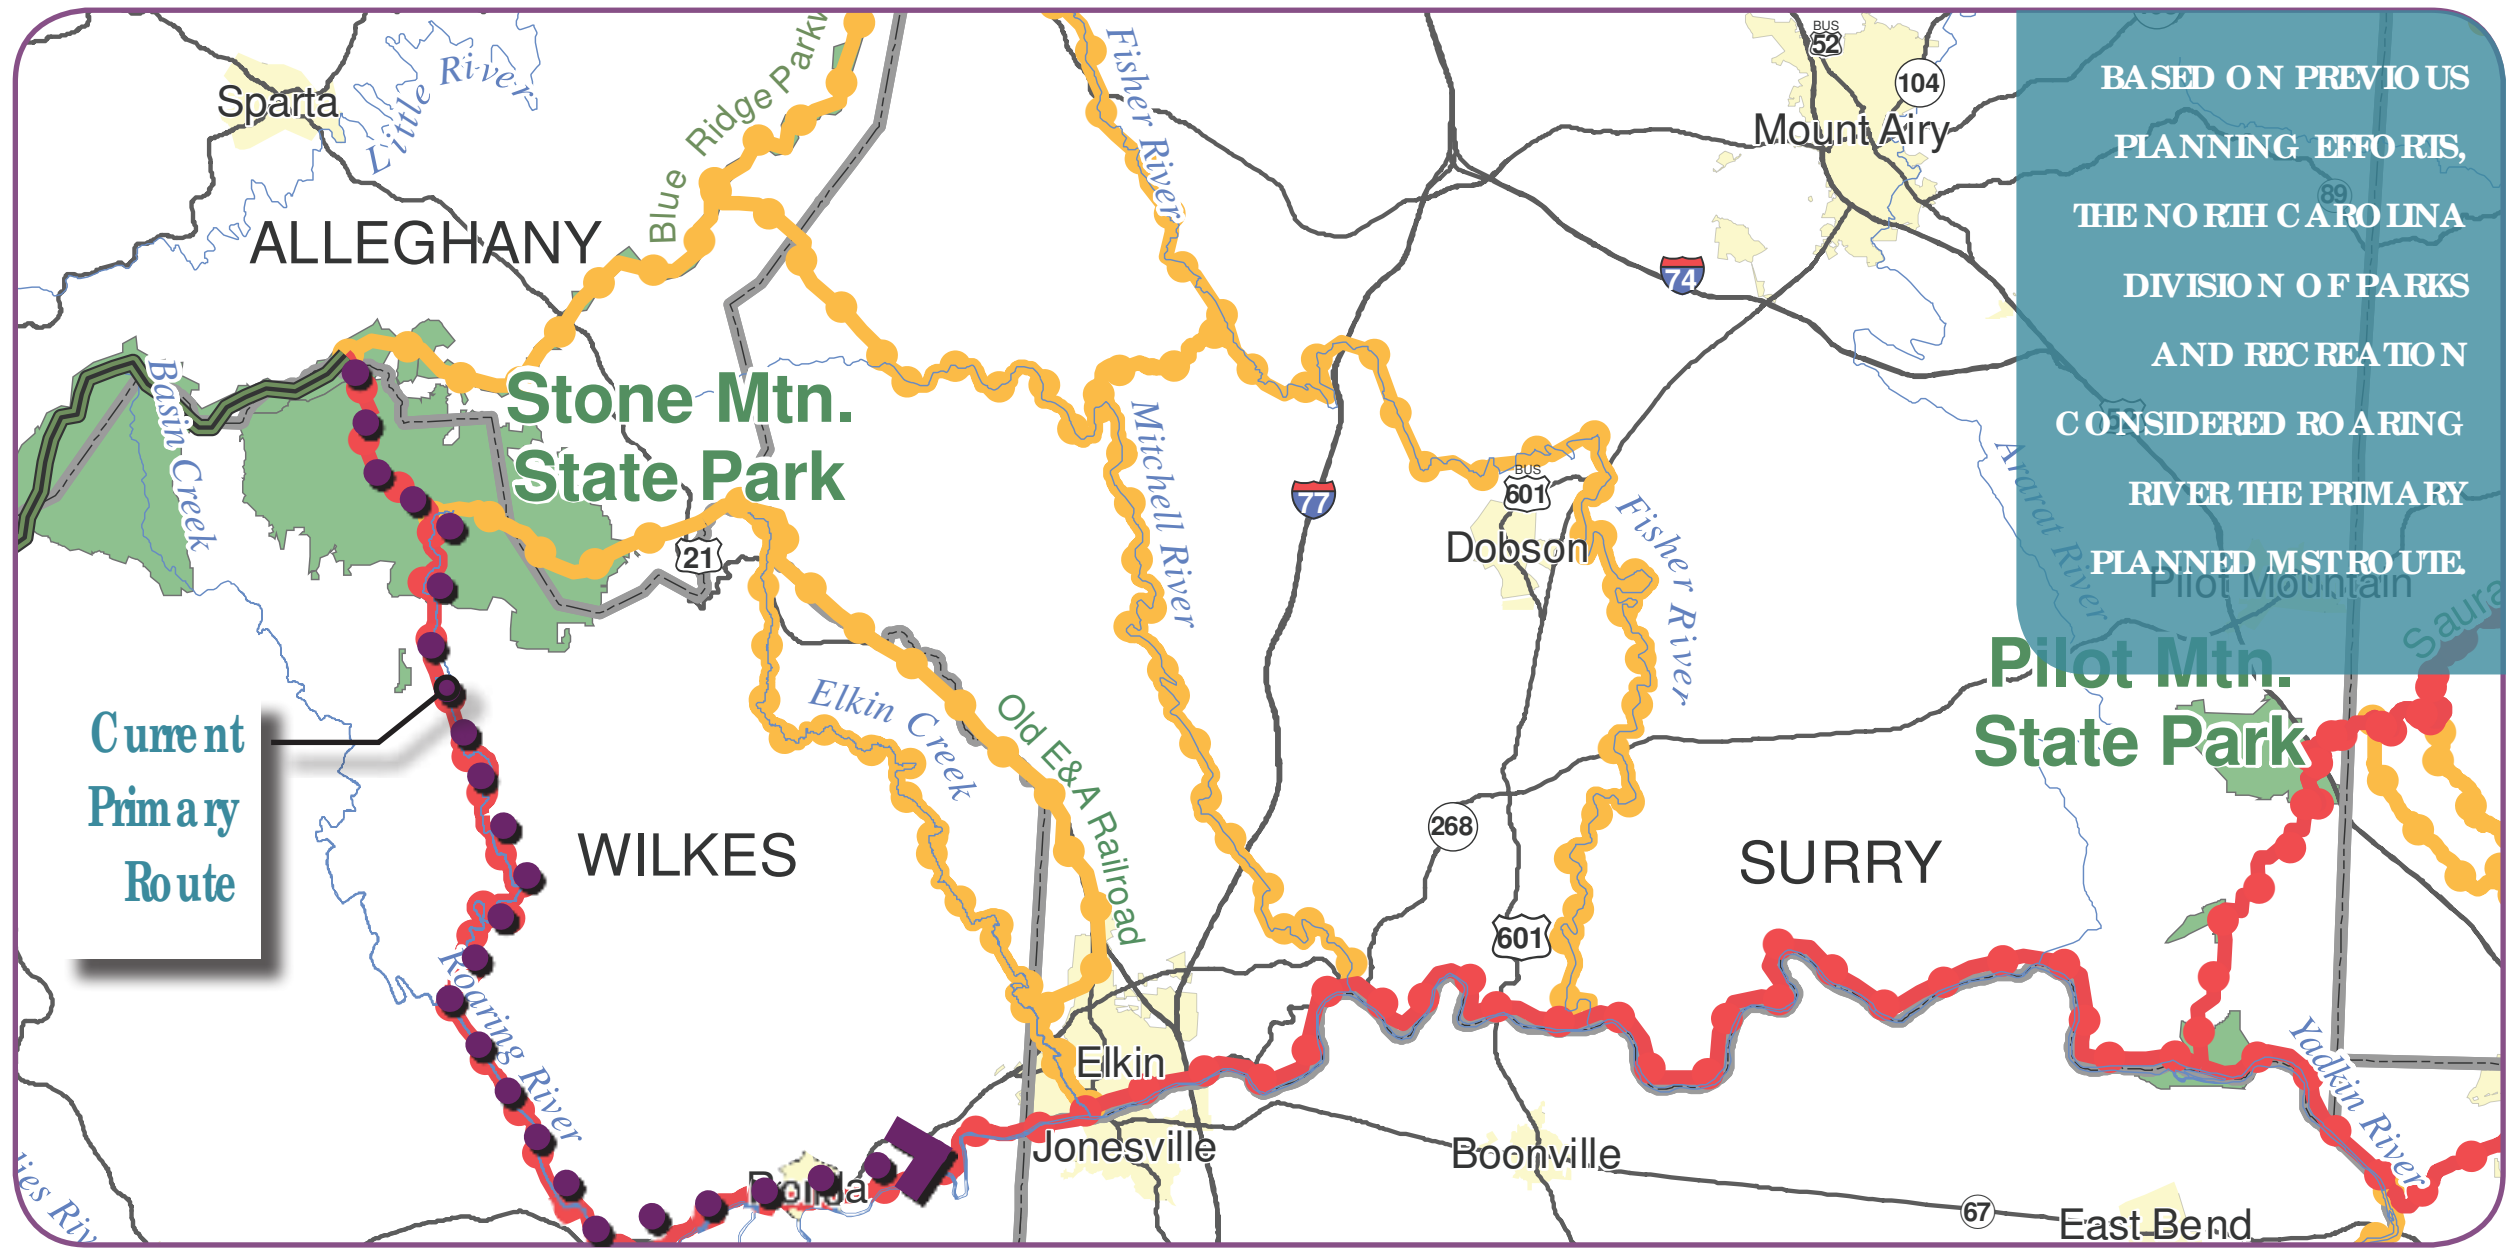 BUS
52
104
Mount Airy
Sparta
Little River
Fisher River
ALLEGHANY
Blue Ridge
74
89
BASED ON PREVIOUS
PLANNING EFFORTS,
THE NORTH CAROLINA
DIVISION OF PARKS
AND RECREATION
CONSIDERED ROARING
RIVER THE PRIMARY
PLANNED MST ROUTE.
Basin Creek
Stone Mtn.
State Park
Mitchell River
77
BUS
601
Dobson
Fisher River
Ararat River
21
Pilot Mountain
Pilot Mtn.
State Park
Elkin Creek
Old E&A Railroad
Current
Primary
Route
WILKES
268
SURRY
601
Roaring River
Elkin
Yadkin River
Jonesville
Boonville
67
East Bend